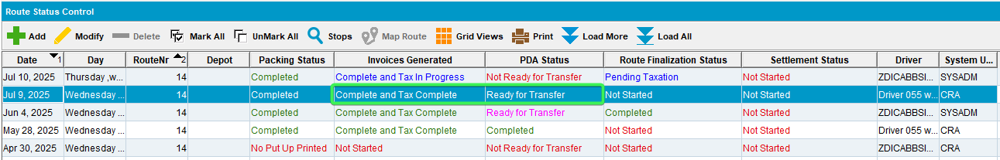 Route Status Control
Add Modify Delete Mark All UnMark All Stops Map Route Grid Views Print Load More Load All
Date 1 Day RouteNr 2 Depot Packing Status Invoices Generated PDA Status Route Finalization Status Settlement Status Driver System U...
Jul 10, 2025 Thursday ,w... 14 Completed Complete and Tax In Progress Not Ready for Transfer Pending Taxation Not Started ZDICABBSI... SYSADM
Jul 9, 2025 Wednesday ... 14 Completed Complete and Tax Complete Ready for Transfer Not Started Not Started Driver 055 w... CRA
Jun 4, 2025 Wednesday ... 14 Completed Complete and Tax Complete Ready for Transfer Completed Not Started ZDICABBSI... SYSADM
May 28, 2025 Wednesday ... 14 Completed Complete and Tax Complete Completed Not Started Not Started Driver 055 w... CRA
Apr 30, 2025 Wednesday ... 14 No Put Up Printed Not Started Not Ready for Transfer Not Started Not Started ZDICABBSI... CRA